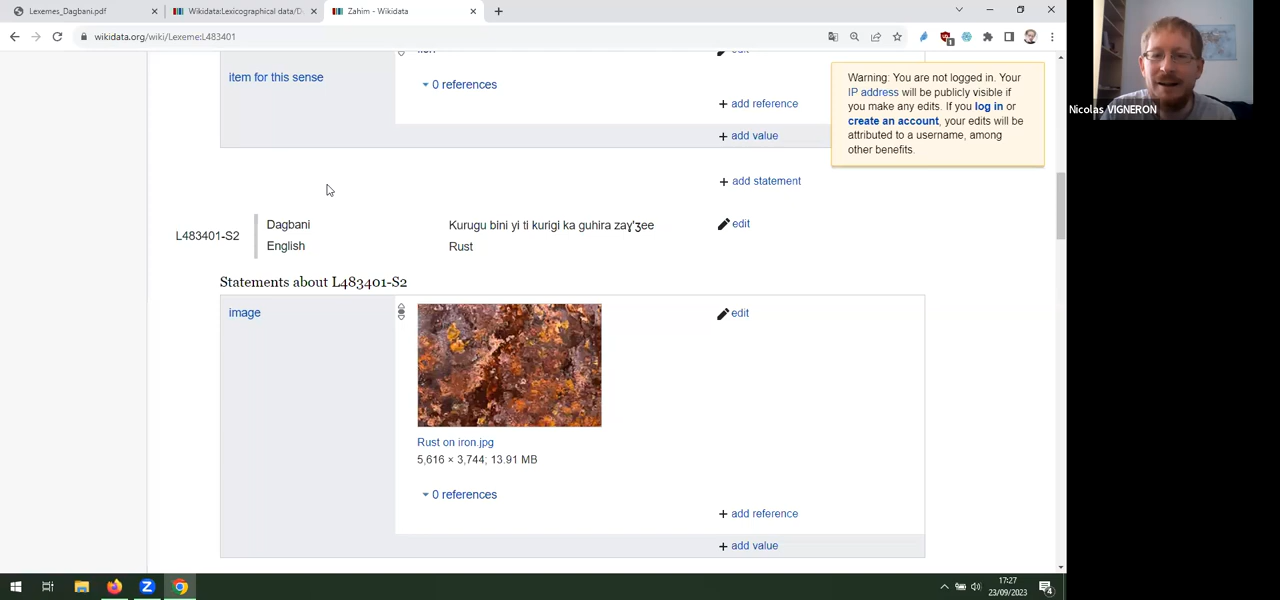 Lexemes_Dagbani.pdf
Wikidata:Lexicographical data/D
Zahim - Wikidata
wikidata.org/wiki/Lexeme:L483401
edit
item for this sense
0 references
+ add reference
+ add value
Warning: You are not logged in. Your
IP address will be publicly visible if
you make any edits. If you log in or
create an account, your edits will be
attributed to a username, among
other benefits.
Nicolas VIGNERON
+ add statement
L483401-S2
Dagbani
Kurugu bini yi ti kurigi ka guhira zaɣ'ʒee
edit
English
Rust
Statements about L483401-S2
image
edit
Rust on iron.jpg
5,616 × 3,744; 13.91 MB
0 references
+ add reference
+ add value
17:27
23/09/2023